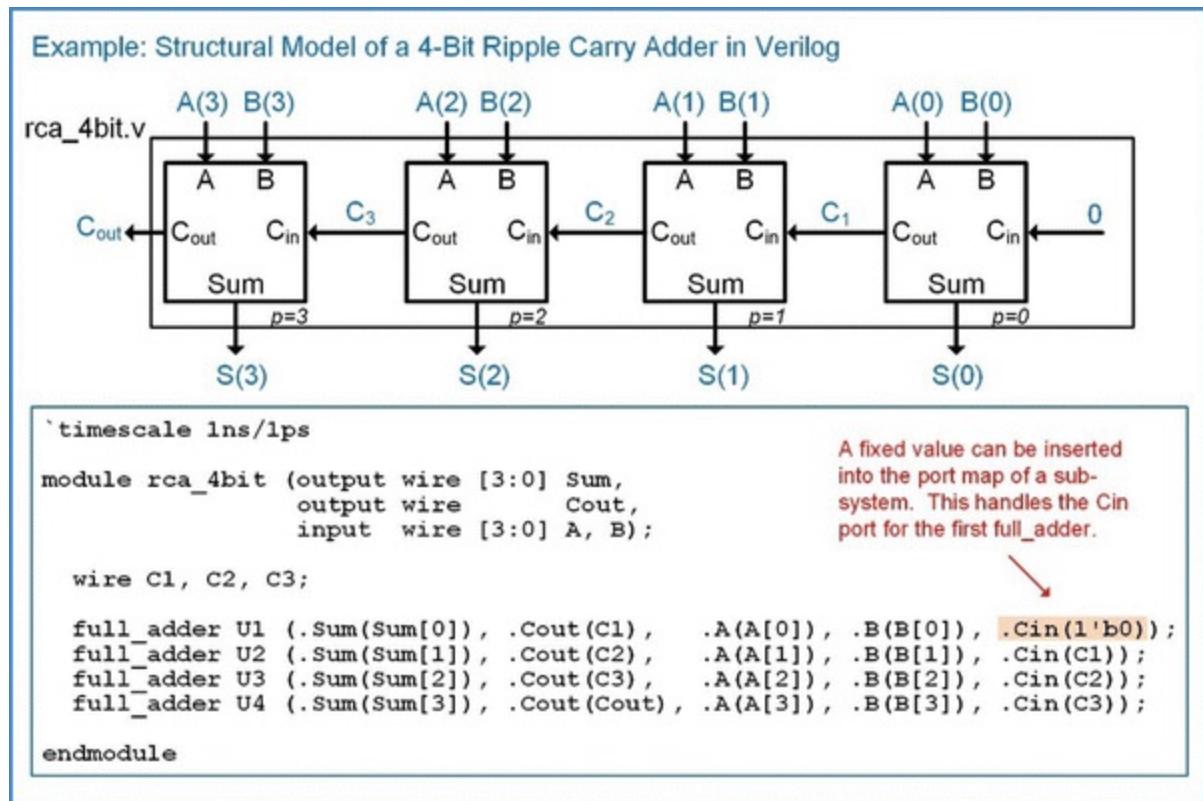 Example: Structural Model of a 4-Bit Ripple Carry Adder in Verilog
A(3) B(3) A(2) B(2) A(1) B(1) A(0) B(0)
rca_4bit.v
A B A B A B A B
Cout Cout Cin C3 Cout Cin C2 Cout Cin C1 Cout Cin 0
Sum Sum Sum Sum
p=3 p=2 p=1 p=0
S(3) S(2) S(1) S(0)
`timescale 1ns/1ps
A fixed value can be inserted
into the port map of a sub-
system. This handles the Cin
port for the first full_adder.
module rca_4bit (output wire [3:0] Sum,
output wire Cout,
input wire [3:0] A, B);
wire C1, C2, C3;
full_adder U1 (.Sum(Sum[0]), .Cout(C1), .A(A[0]), .B(B[0]), .Cin(1'b0));
full_adder U2 (.Sum(Sum[1]), .Cout(C2), .A(A[1]), .B(B[1]), .Cin(C1));
full_adder U3 (.Sum(Sum[2]), .Cout(C3), .A(A[2]), .B(B[2]), .Cin(C2));
full_adder U4 (.Sum(Sum[3]), .Cout(Cout), .A(A[3]), .B(B[3]), .Cin(C3));
endmodule